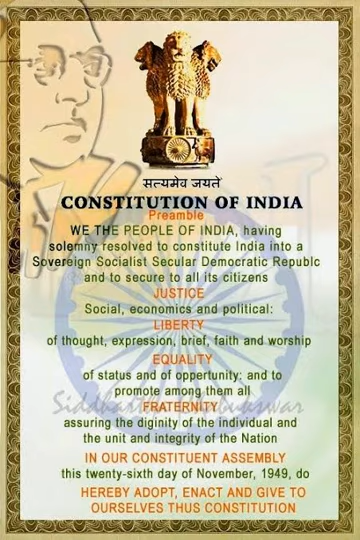 सत्यमेव जयते
CONSTITUTION OF INDIA
Preamble
WE THE PEOPLE OF INDIA, having
solemny resolved to constitute India into a
Sovereign Socialist Secular Democratic Republc
and to secure to all its citizens
JUSTICE
Social, economics and political:
LIBERTY
of thought, expression, brief, faith and worship
EQUALITY
of status and of opportunity; and to
promote among them all
FRATERNITY
assuring the diginity of the individual and
the unit and integrity of the Nation
IN OUR CONSTITUENT ASSEMBLY
this twenty-sixth day of November, 1949, do
HEREBY ADOPT, ENACT AND GIVE TO
OURSELVES THUS CONSTITUTION